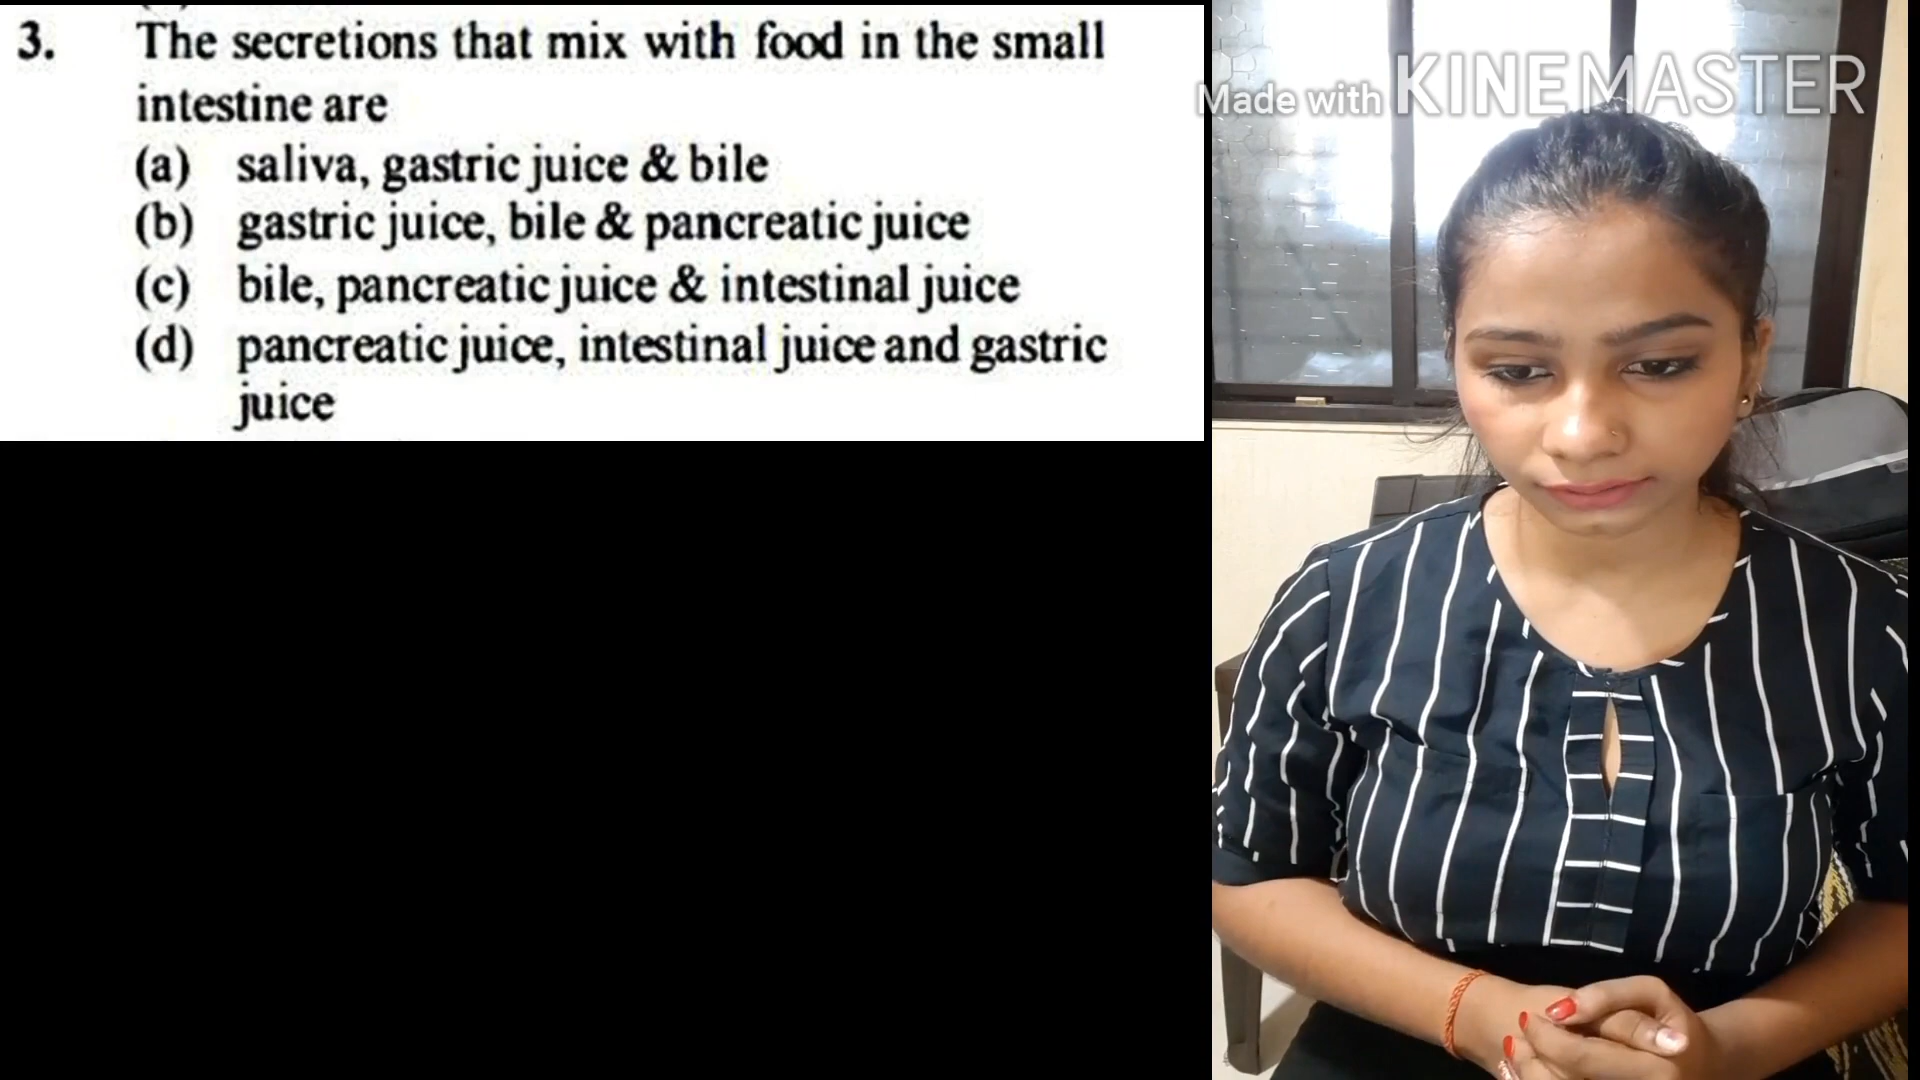 3. The secretions that mix with food in the small
intestine are
(a) saliva, gastric juice & bile
(b) gastric juice, bile & pancreatic juice
(c) bile, pancreatic juice & intestinal juice
(d) pancreatic juice, intestinal juice and gastric
juice
Made with KINEMASTER